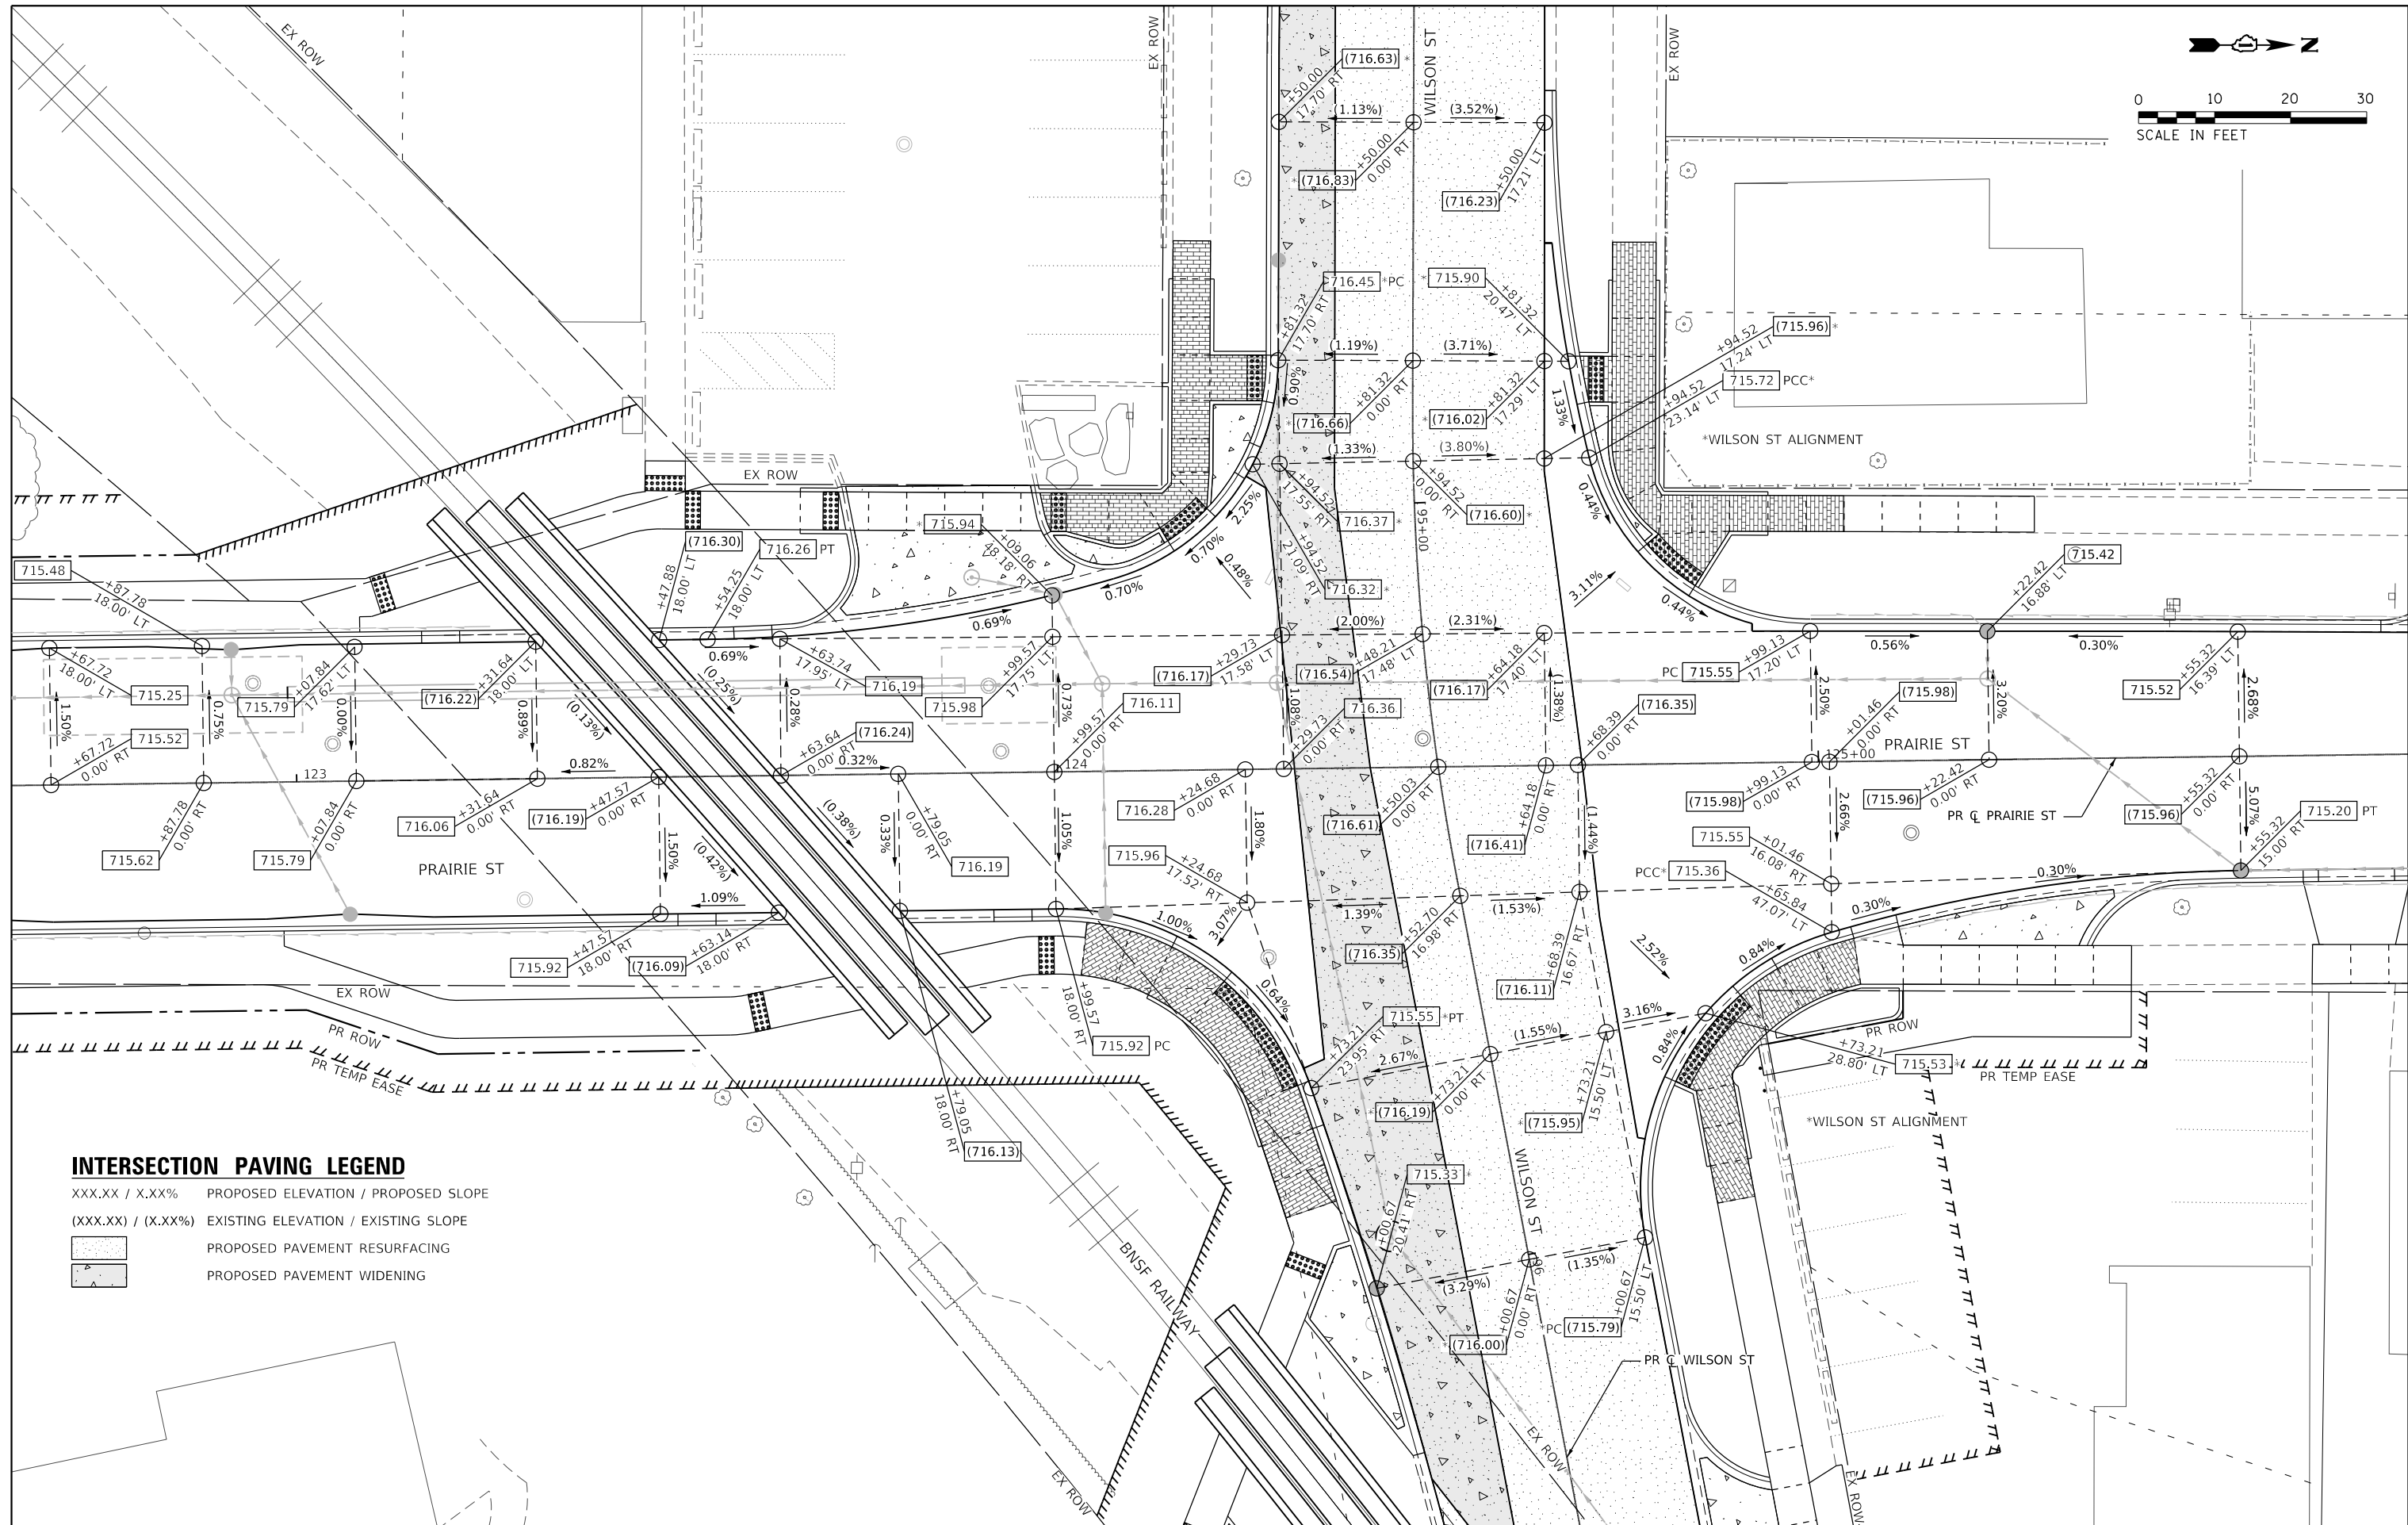 EX ROW
EX ROW
WILSON ST
EX ROW
N
0 10 20 30
SCALE IN FEET
(716.63) *
+50.00
17.70' RT
(1.13%)
(3.52%)
*(716.83)
+50.00
0.00' RT
(716.23)
+50.00
17.21' LT
716.45 *PC
+81.32
17.70' RT
* 715.90
+81.32
20.47' LT
(715.96) *
+94.52
17.24' LT
715.72 PCC*
+94.52
23.14' LT
(1.19%)
(3.71%)
0.90%
1.33%
*(716.66)
+81.32
0.00' RT
*(716.02)
+81.32
17.29' LT
*WILSON ST ALIGNMENT
(1.33%)
(3.80%)
EX ROW
2.25%
+94.52
17.55' RT
716.37 *
+94.52
0.00' RT
(716.60) *
95+00
0.44%
* 715.94
+09.06
48.18' RT
0.70%
0.48%
0.70%
+94.52
21.09' RT
716.32 *
3.11%
0.44%
715.42
+22.42
16.88' LT
715.48
+87.78
18.00' LT
(716.30)
+47.88
18.00' LT
716.26 PT
+54.25
18.00' LT
0.69%
0.69%
(2.00%)
(2.31%)
0.56%
0.30%
+67.72
18.00' LT
715.25
715.79
+07.84
17.62' LT
(716.22)
+31.64
18.00' LT
+63.74
17.95' LT
716.19
715.98
+99.57
17.75' LT
(716.17)
+29.73
17.58' LT
(716.54)
+48.21
17.48' LT
(716.17)
+64.18
17.40' LT
PC 715.55
+99.13
17.20' LT
715.52
+55.32
16.39' LT
1.50%
0.75%
0.00%
0.89%
(0.13%)
(0.25%)
0.28%
0.73%
1.08%
(1.38%)
2.50%
3.20%
2.68%
715.52
+67.72
0.00' RT
+63.64
0.00' RT
(716.24)
716.11
+99.57
0.00' RT
716.36
+29.73
0.00' RT
(716.35)
+68.39
0.00' RT
(715.98)
+01.46
0.00' RT
PRAIRIE ST
123
0.82%
0.32%
124
125+00
715.62
+87.78
0.00' RT
715.79
+07.84
0.00' RT
716.06
+31.64
0.00' RT
(716.19)
+47.57
0.00' RT
+79.05
0.00' RT
716.19
716.28
+24.68
0.00' RT
(716.61)
+50.03
0.00' RT
(716.41)
+64.18
0.00' RT
(715.98)
+99.13
0.00' RT
(715.96)
+22.42
0.00' RT
(715.96)
+55.32
0.00' RT
PR ℄ PRAIRIE ST
715.20 PT
+55.32
15.00' RT
PRAIRIE ST
1.50%
(0.42%)
(0.38%)
0.33%
1.05%
1.80%
(1.44%)
2.66%
5.07%
715.96
+24.68
17.52' RT
715.55
+01.46
16.08' RT
PCC* 715.36
+65.84
47.07' LT
0.30%
1.09%
1.00%
3.07%
1.39%
(1.53%)
0.30%
715.92
+47.57
18.00' RT
(716.09)
+63.14
18.00' RT
(716.35)
+52.70
16.98' RT
2.52%
0.84%
(716.11)
+68.39
16.67' RT
EX ROW
PR ROW
PR TEMP EASE
0.64%
+99.57
18.00' RT
715.92 PC
715.55 *PT
+73.21
23.95' RT
2.67%
(1.55%)
3.16%
0.84%
PR ROW
+73.21
28.80' LT
715.53 *
PR TEMP EASE
+79.05
18.00' RT
(716.13)
*(716.19)
+73.21
0.00' RT
*(715.95)
+73.21
15.50' LT
*WILSON ST ALIGNMENT
INTERSECTION PAVING LEGEND
XXX.XX / X.XX% PROPOSED ELEVATION / PROPOSED SLOPE
(XXX.XX) / (X.XX%) EXISTING ELEVATION / EXISTING SLOPE
PROPOSED PAVEMENT RESURFACING
PROPOSED PAVEMENT WIDENING
715.33 *
+00.67
20.41' RT
WILSON ST
BNSF RAILWAY
(3.29%)
96
(1.35%)
*(716.00)
+00.67
0.00' RT
*PC (715.79)
+00.67
15.50' LT
PR ℄ WILSON ST
EX ROW
EX ROW
EX ROW